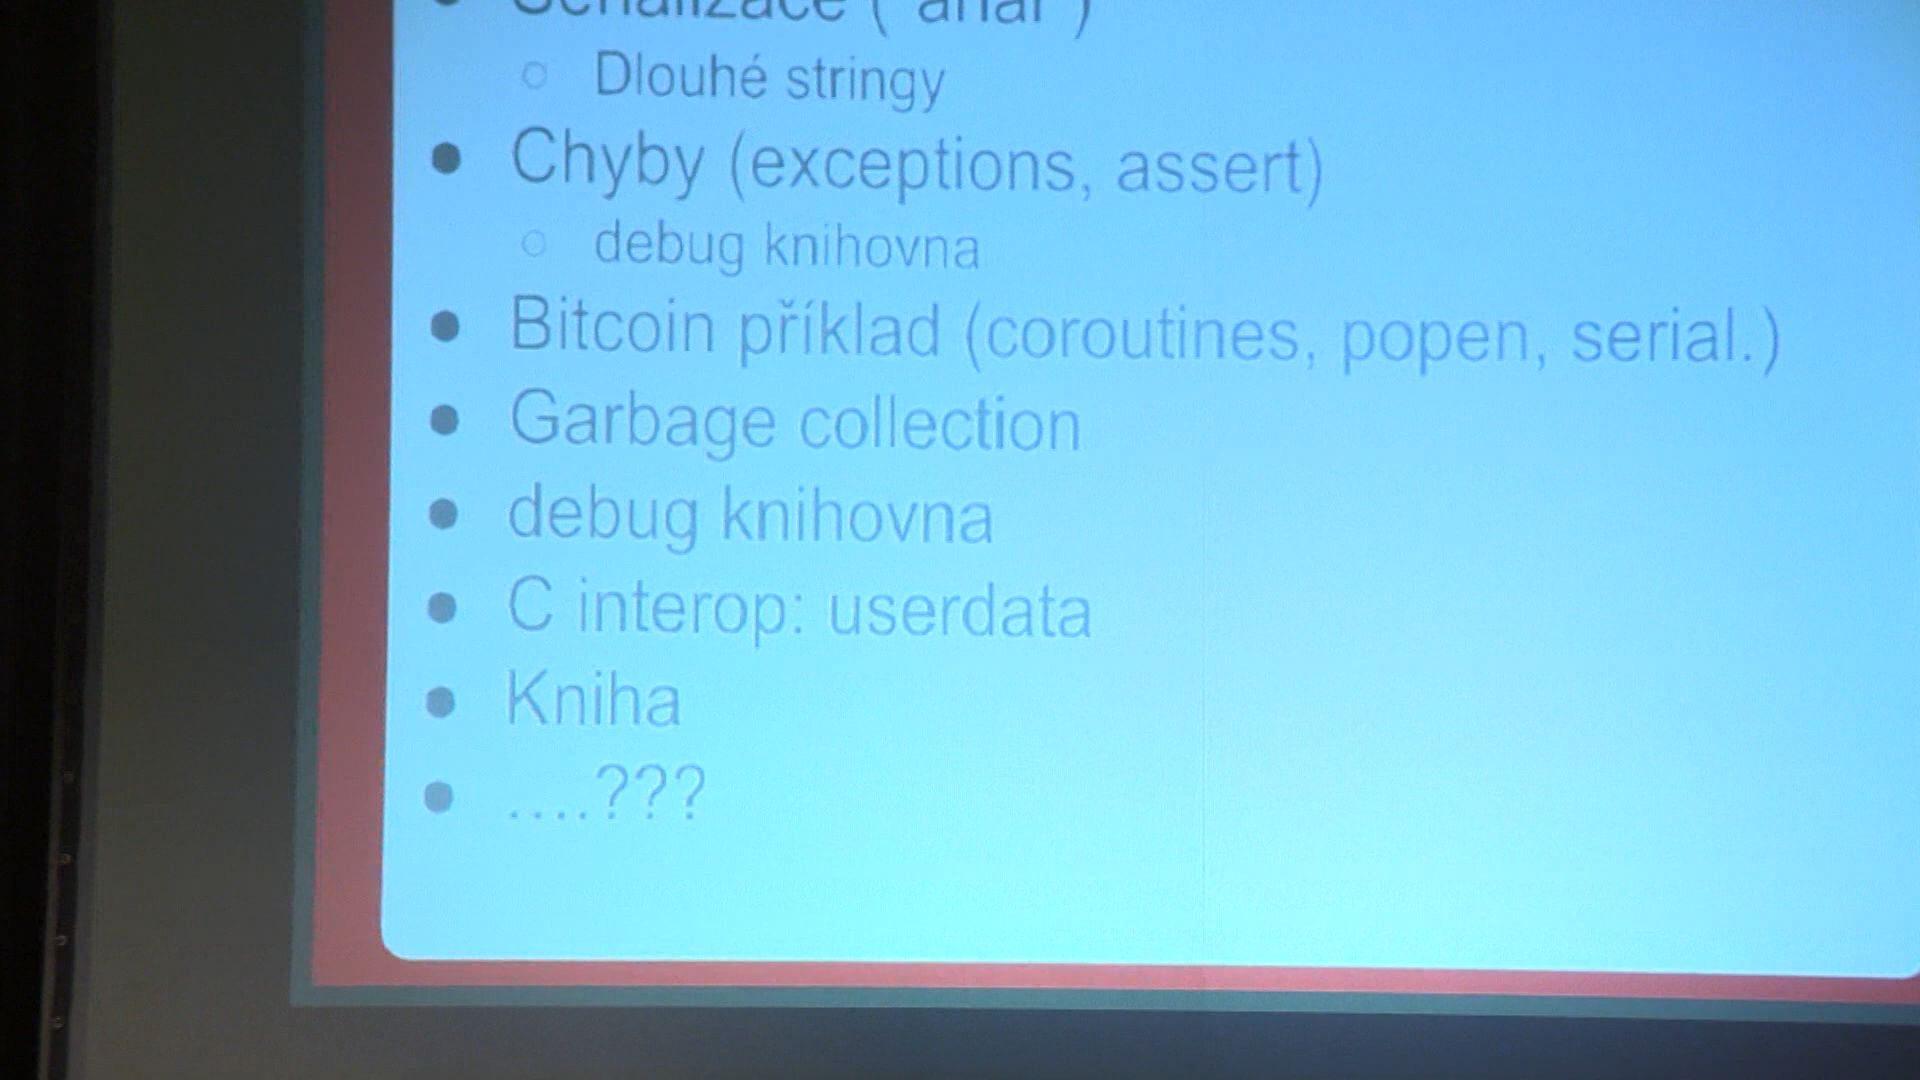 Serializace (
Dlouhé stringy
Chyby (exceptions, assert)
debug knihovna
Bitcoin příklad (coroutines, popen, serial.)
Garbage collection
debug knihovna
C interop: userdata
Kniha
....???